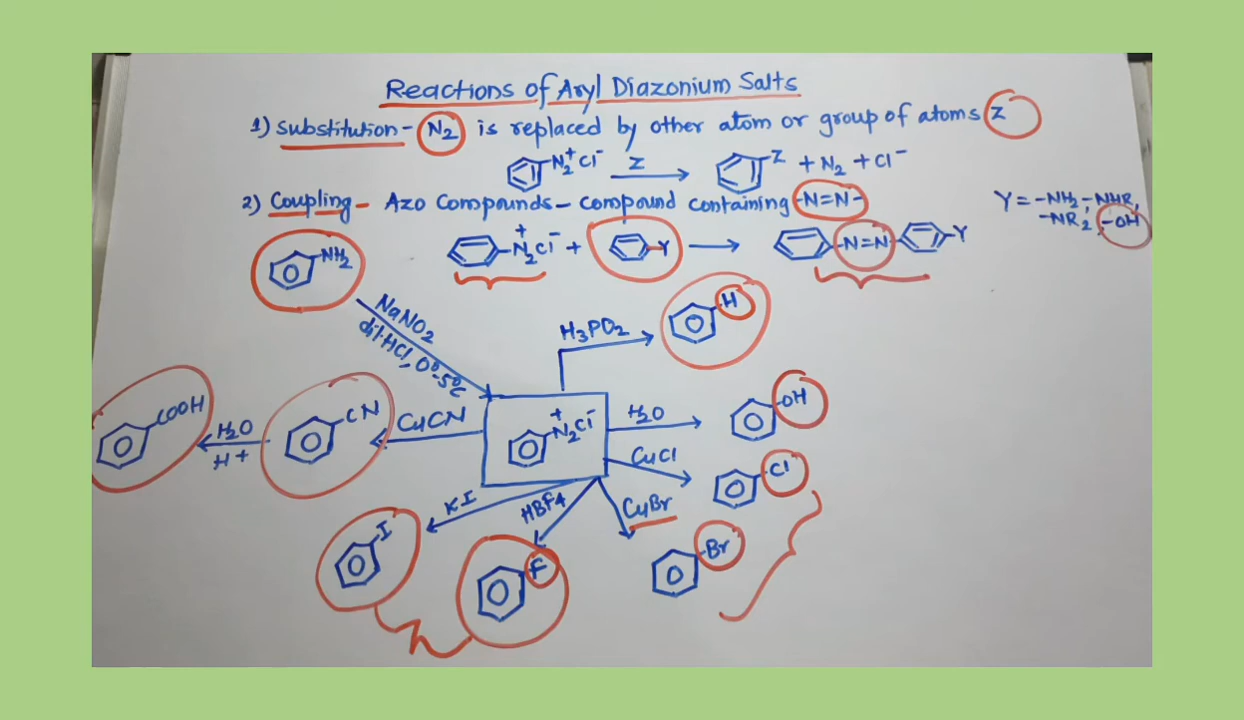 Reactions of Aryl Diazonium Salts
1) Substitution - N2 is replaced by other atom or group of atoms Z
N2+Cl- Z Z + N2 + Cl-
2) Coupling - Azo Compounds - compound containing -N=N-
Y = -NH2, -NHR,
-NR2, -OH
N2+Cl- + Y -N=N- Y
NH2
NaNO2
dil.HCl, 0°-5°C
H3PO2
H
COOH
H2O
H+
CN
CuCN
N2+Cl-
H2O
OH
CuCl
Cl
KI
HBF4
CuBr
I
F
Br